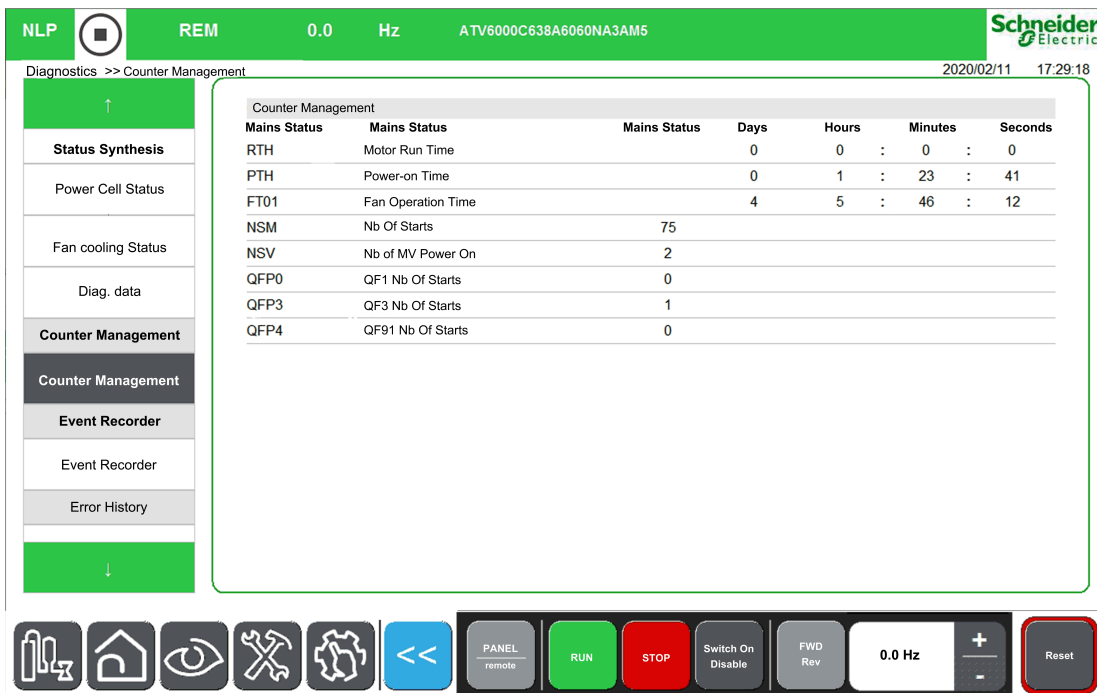 NLP REM 0.0 Hz ATV6000C638A6060NA3AM5 Schneider Electric
Diagnostics >> Counter Management 2020/02/11 17:29:18
↑
Status Synthesis
Power Cell Status
Fan cooling Status
Diag. data
Counter Management
Counter Management
Event Recorder
Event Recorder
Error History
↓
Counter Management
Mains Status Mains Status Mains Status Days Hours Minutes Seconds
RTH Motor Run Time 0 0 : 0 : 0
PTH Power-on Time 0 1 : 23 : 41
FT01 Fan Operation Time 4 5 : 46 : 12
NSM Nb Of Starts 75
NSV Nb of MV Power On 2
QFP0 QF1 Nb Of Starts 0
QFP3 QF3 Nb Of Starts 1
QFP4 QF91 Nb Of Starts 0
<<
PANEL
remote
RUN
STOP
Switch On
Disable
FWD
Rev
0.0 Hz
+
-
Reset